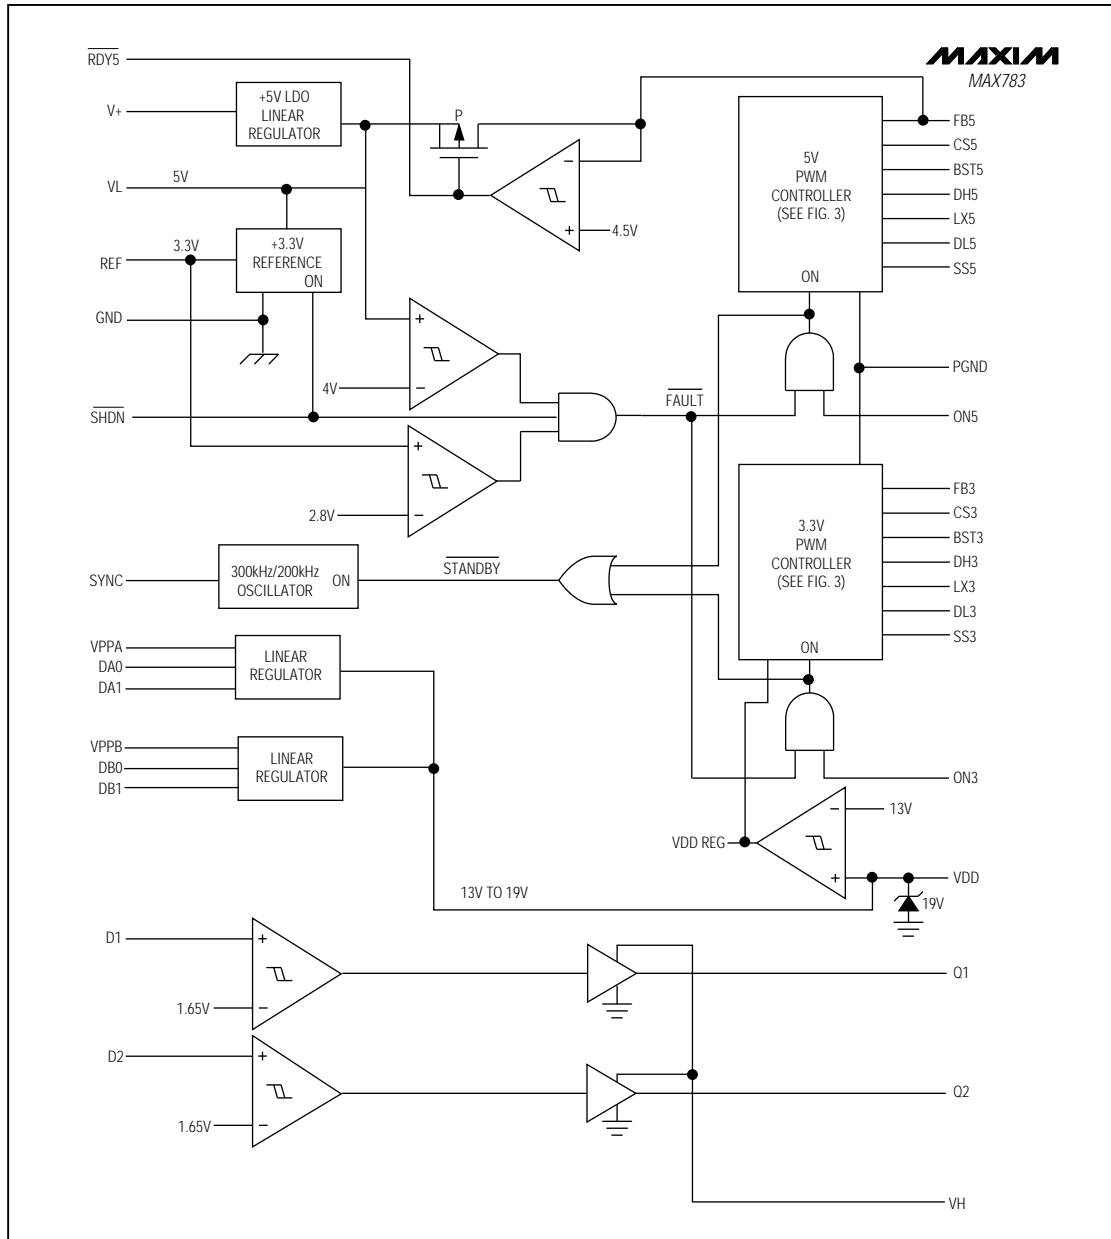 MAXIM
MAX783
RDY5
+5V LDO
LINEAR
REGULATOR
V+
P
FB5
CS5
BST5
DH5
LX5
DL5
SS5
5V
PWM
CONTROLLER
(SEE FIG. 3)
ON
VL
5V
–
+
4.5V
REF
3.3V
+3.3V
REFERENCE
ON
GND
+
4V
–
SHDN
FAULT
PGND
ON5
+
2.8V
–
FB3
CS3
BST3
DH3
LX3
DL3
SS3
3.3V
PWM
CONTROLLER
(SEE FIG. 3)
ON
SYNC
300kHz/200kHz
OSCILLATOR
ON
STANDBY
VPPA
DA0
DA1
LINEAR
REGULATOR
VPPB
DB0
DB1
LINEAR
REGULATOR
ON3
–
13V
VDD REG
+
VDD
19V
13V TO 19V
D1
+
1.65V
–
Q1
D2
+
1.65V
–
Q2
VH